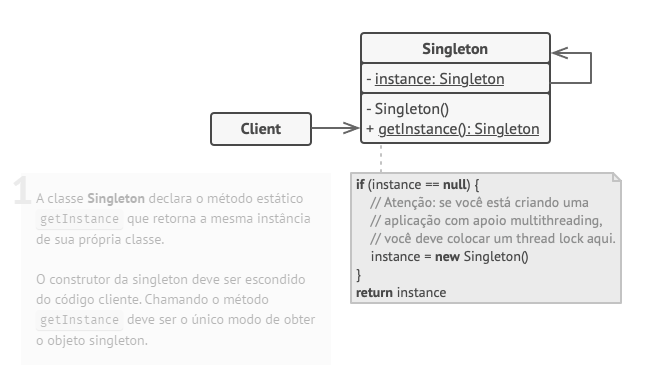 Singleton
- instance: Singleton
- Singleton()
+ getInstance(): Singleton
Client
1
A classe Singleton declara o método estático
getInstance que retorna a mesma instância
de sua própria classe.
O construtor da singleton deve ser escondido
do código cliente. Chamando o método
getInstance deve ser o único modo de obter
o objeto singleton.
if (instance == null) {
// Atenção: se você está criando uma
// aplicação com apoio multithreading,
// você deve colocar um thread lock aqui.
instance = new Singleton()
}
return instance